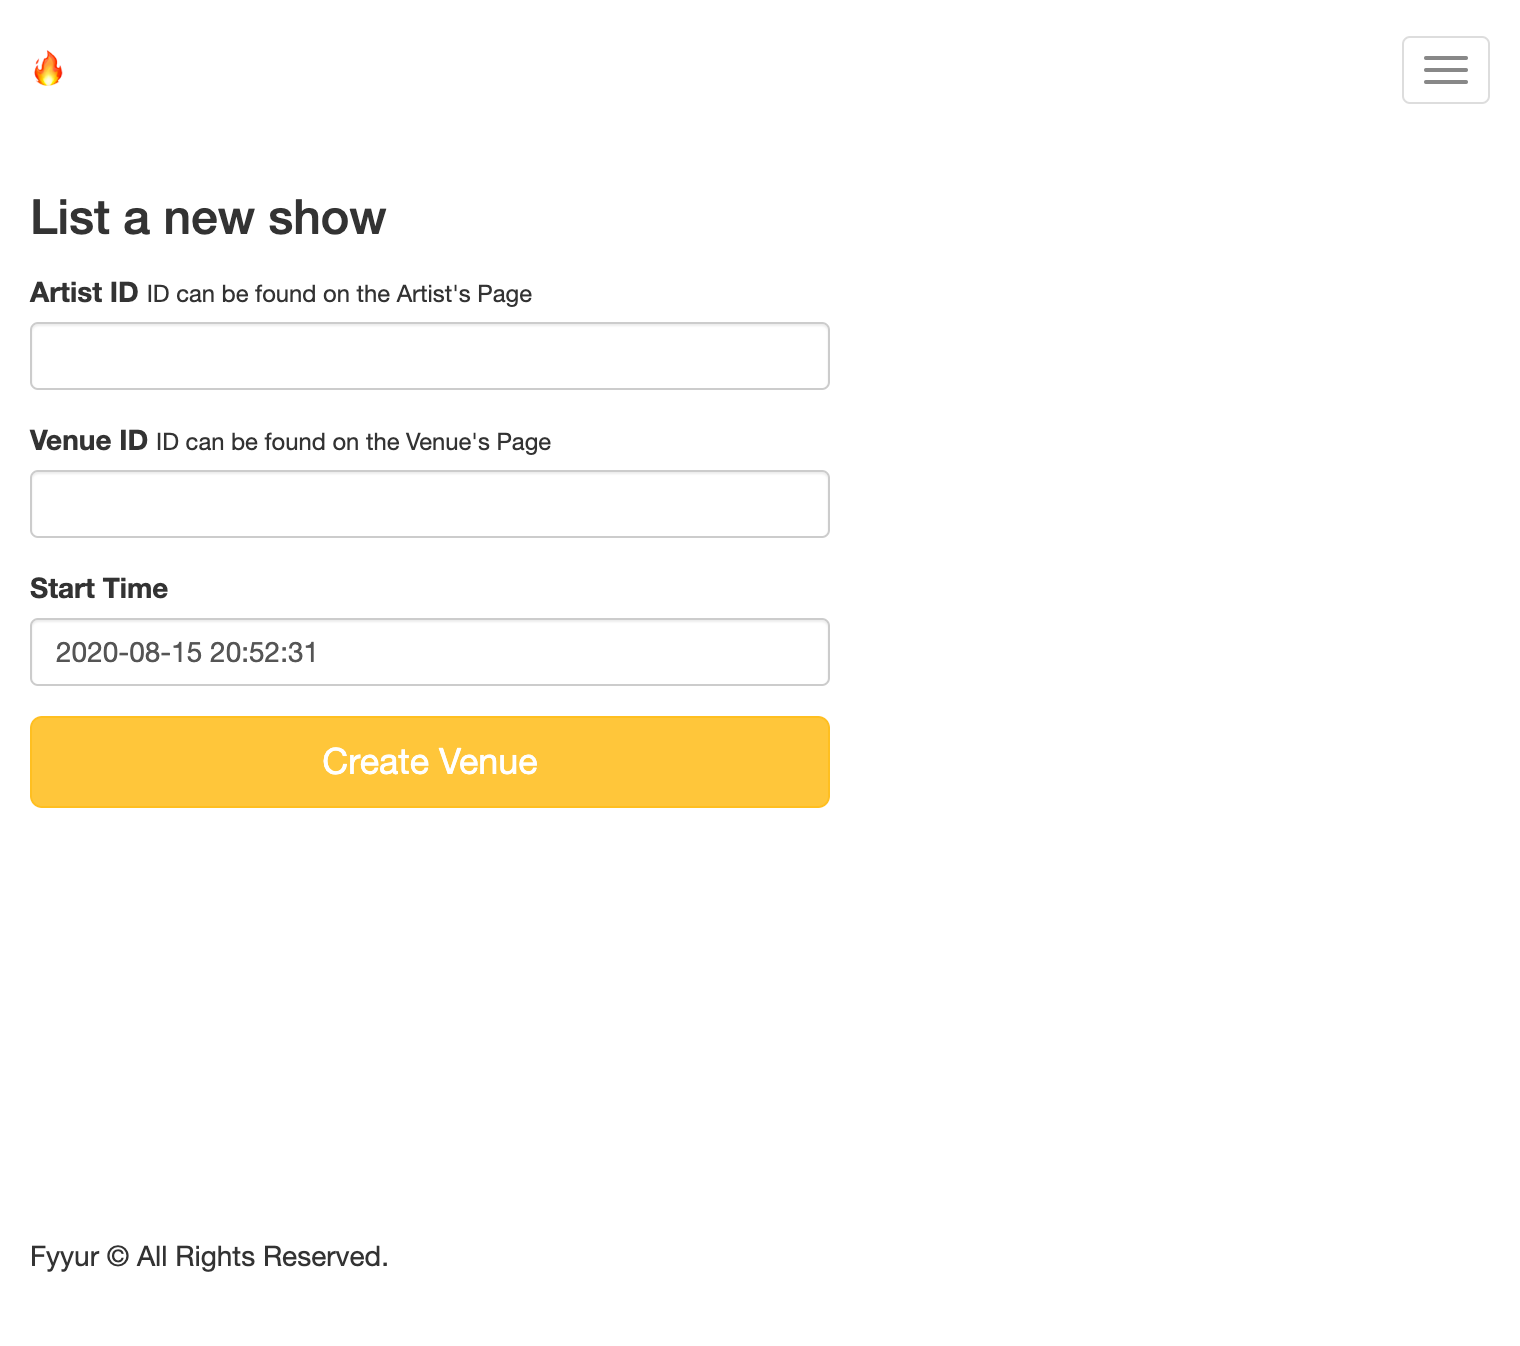 List a new show
Artist ID ID can be found on the Artist's Page
Venue ID ID can be found on the Venue's Page
Start Time
2020-08-15 20:52:31
Create Venue
Fyyur © All Rights Reserved.